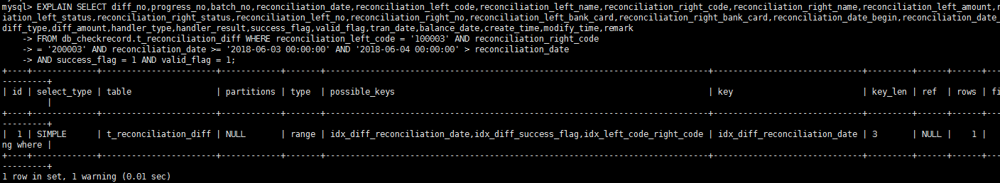 mysql> EXPLAIN SELECT diff_no,progress_no,batch_no,reconciliation_date,reconciliation_left_code,reconciliation_left_name,reconciliation_right_code,reconciliation_right_name,reconciliation_left_amount,r
iation_left_status,reconciliation_right_status,reconciliation_left_no,reconciliation_right_no,reconciliation_left_bank_card,reconciliation_right_bank_card,reconciliation_date_begin,reconciliation_date_
diff_type,diff_amount,handler_type,handler_result,success_flag,valid_flag,tran_date,balance_date,create_time,modify_time,remark
    -> FROM db_checkrecord.t_reconciliation_diff WHERE reconciliation_left_code = '100003' AND reconciliation_right_code
    -> = '200003' AND reconciliation_date >= '2018-06-03 00:00:00' AND '2018-06-04 00:00:00' > reconciliation_date
    -> AND success_flag = 1 AND valid_flag = 1;
+----+-------------+-----------------------+------------+-------+----------------------------------------------------------------------------+------------------------------+---------+------+------+---
---------+
| id | select_type | table                 | partitions | type  | possible_keys                                                              | key                          | key_len | ref  | rows | fi
         |
+----+-------------+-----------------------+------------+-------+----------------------------------------------------------------------------+------------------------------+---------+------+------+---
---------+
|  1 | SIMPLE      | t_reconciliation_diff | NULL       | range | idx_diff_reconciliation_date,idx_diff_success_flag,idx_left_code_right_code | idx_diff_reconciliation_date | 3       | NULL |    1 |
ng where |
+----+-------------+-----------------------+------------+-------+----------------------------------------------------------------------------+------------------------------+---------+------+------+---
---------+
1 row in set, 1 warning (0.01 sec)